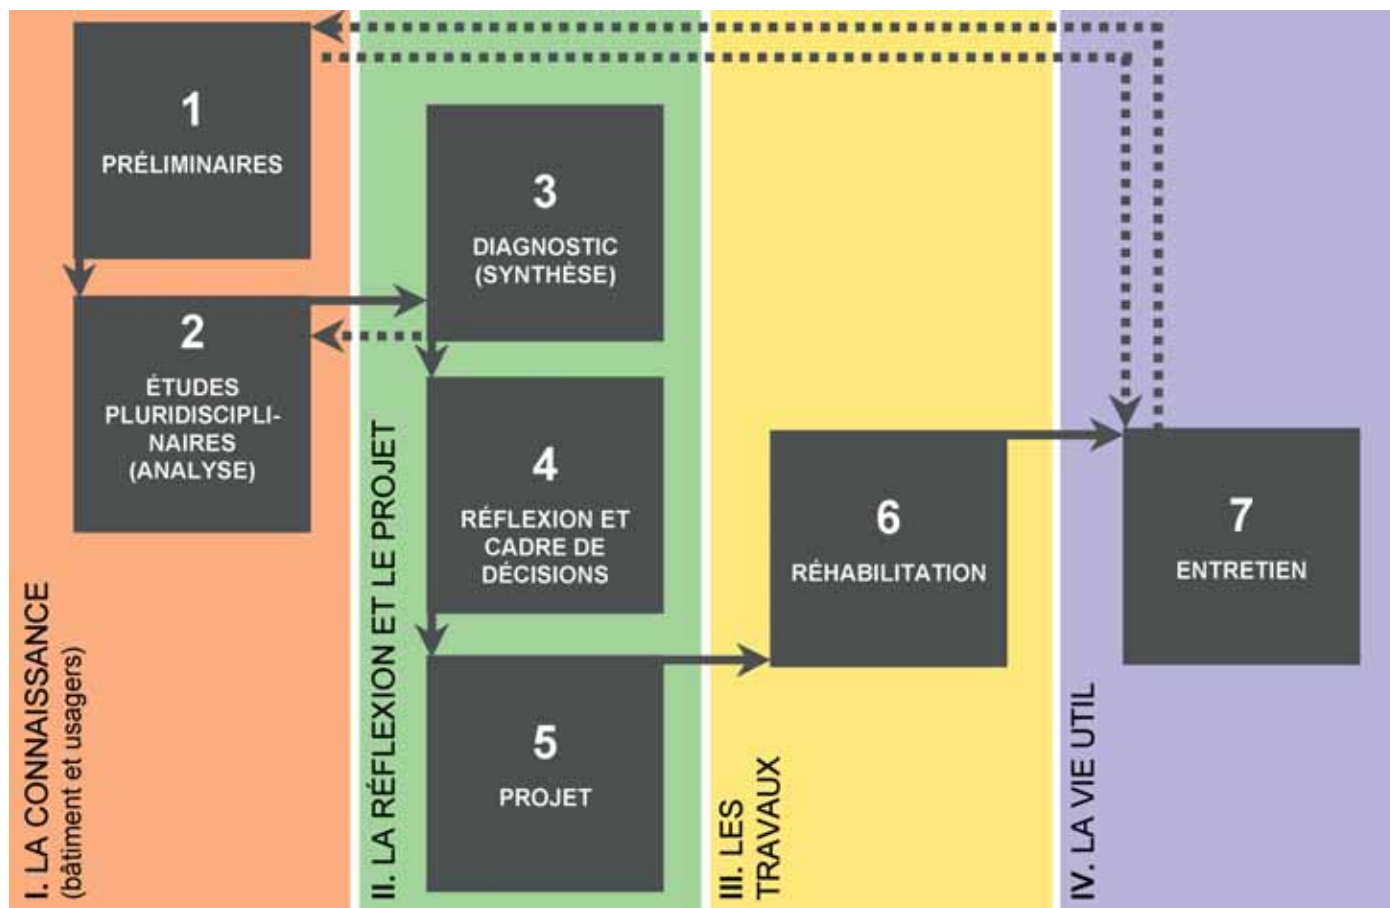 1
PRÉLIMINAIRES
2
ÉTUDES
PLURIDISCIPLI-
NAIRES
(ANALYSE)
I. LA CONNAISSANCE
(bâtiment et usagers)
3
DIAGNOSTIC
(SYNTHÈSE)
4
RÉFLEXION ET
CADRE DE
DÉCISIONS
5
PROJET
II. LA RÉFLEXION ET LE PROJET
6
RÉHABILITATION
III. LES
TRAVAUX
7
ENTRETIEN
IV. LA VIE UTIL